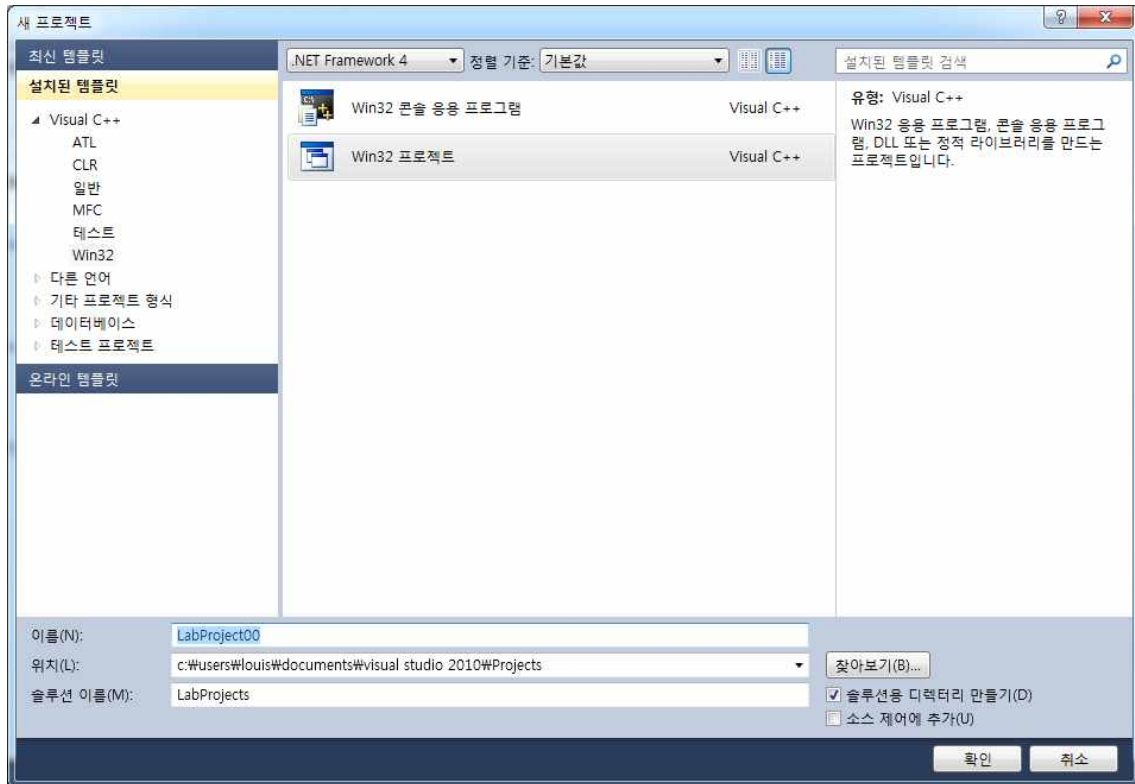 새 프로젝트
최신 템플릿
.NET Framework 4
정렬 기준: 기본값
설치된 템플릿 검색
설치된 템플릿
Visual C++
ATL
CLR
일반
MFC
테스트
Win32
다른 언어
기타 프로젝트 형식
데이터베이스
테스트 프로젝트
온라인 템플릿
Win32 콘솔 응용 프로그램 Visual C++
Win32 프로젝트 Visual C++
유형: Visual C++
Win32 응용 프로그램, 콘솔 응용 프로그
램, DLL 또는 정적 라이브러리를 만드는
프로젝트입니다.
이름(N): LabProject00
위치(L): c:₩users₩louis₩documents₩visual studio 2010₩Projects
찾아보기(B)...
솔루션 이름(M): LabProjects
솔루션용 디렉터리 만들기(D)
소스 제어에 추가(U)
확인
취소